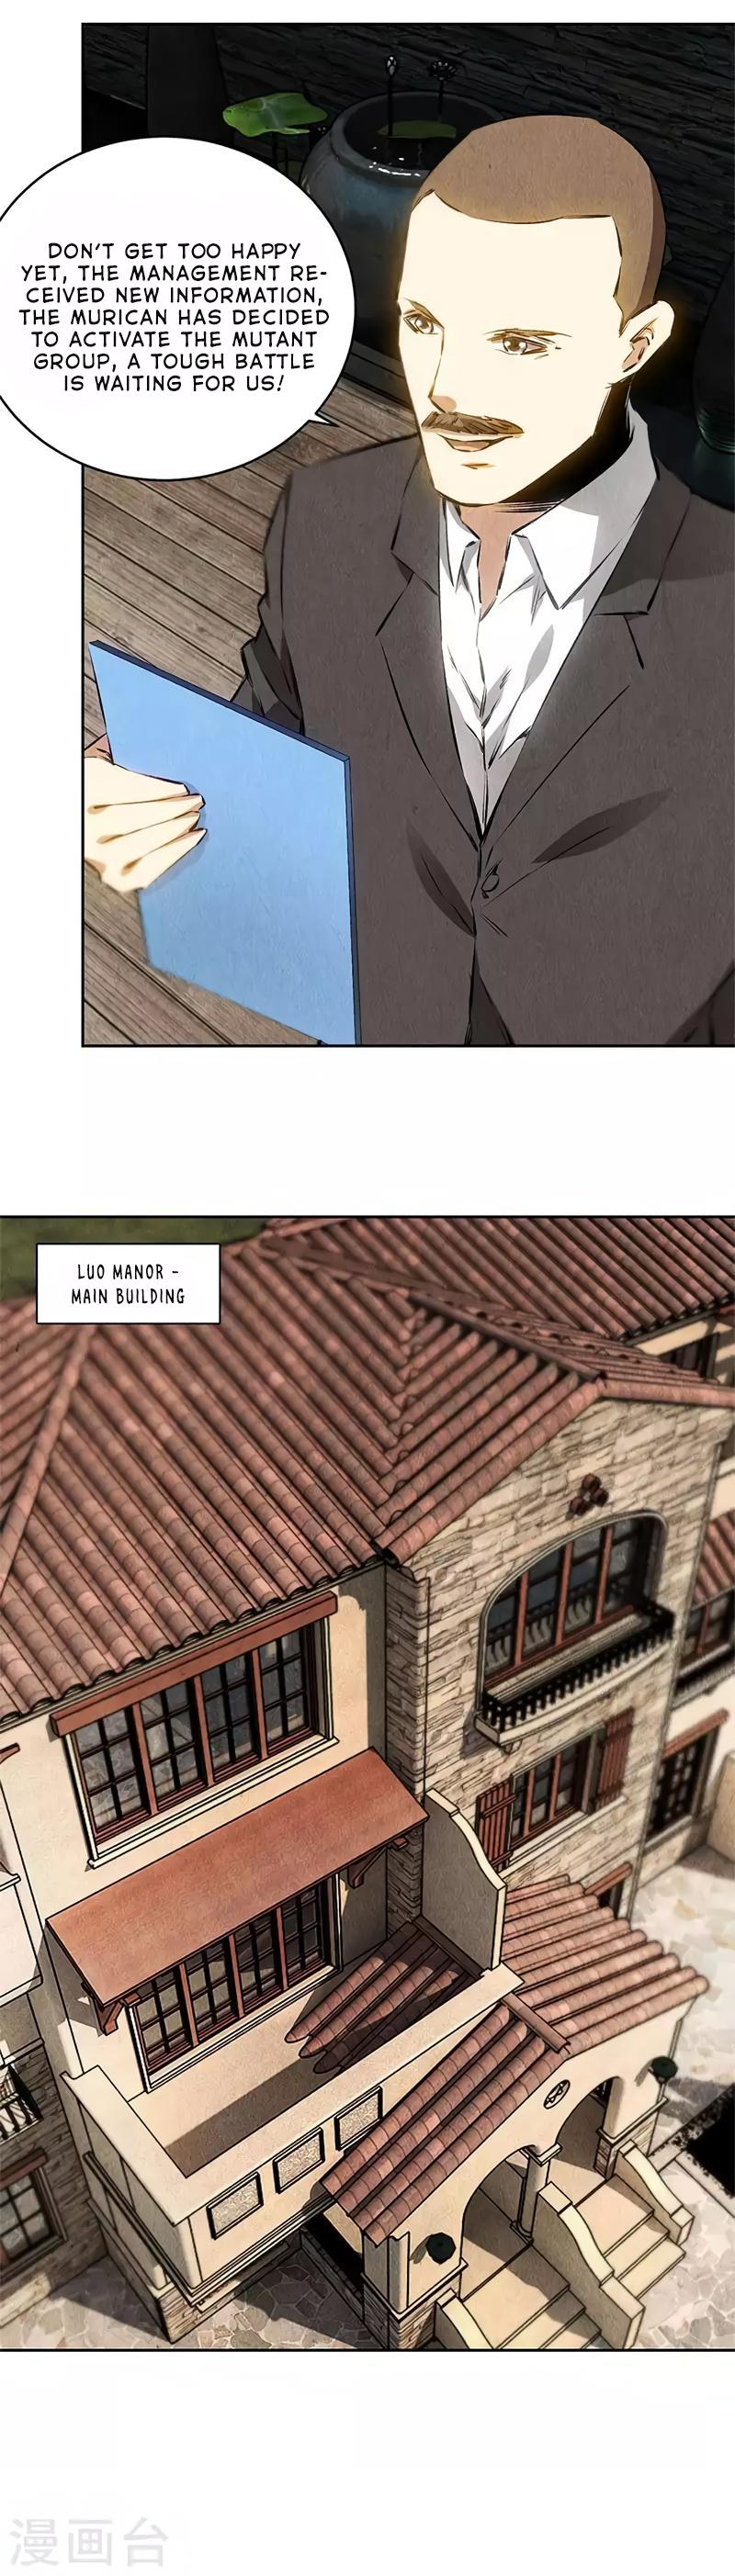 DON'T GET TOO HAPPY
YET, THE MANAGEMENT RE-
CEIVED NEW INFORMATION,
THE MURICAN HAS DECIDED
TO ACTIVATE THE MUTANT
GROUP, A TOUGH BATTLE
IS WAITING FOR US!
LUO MANOR -
MAIN BUILDING
漫画台